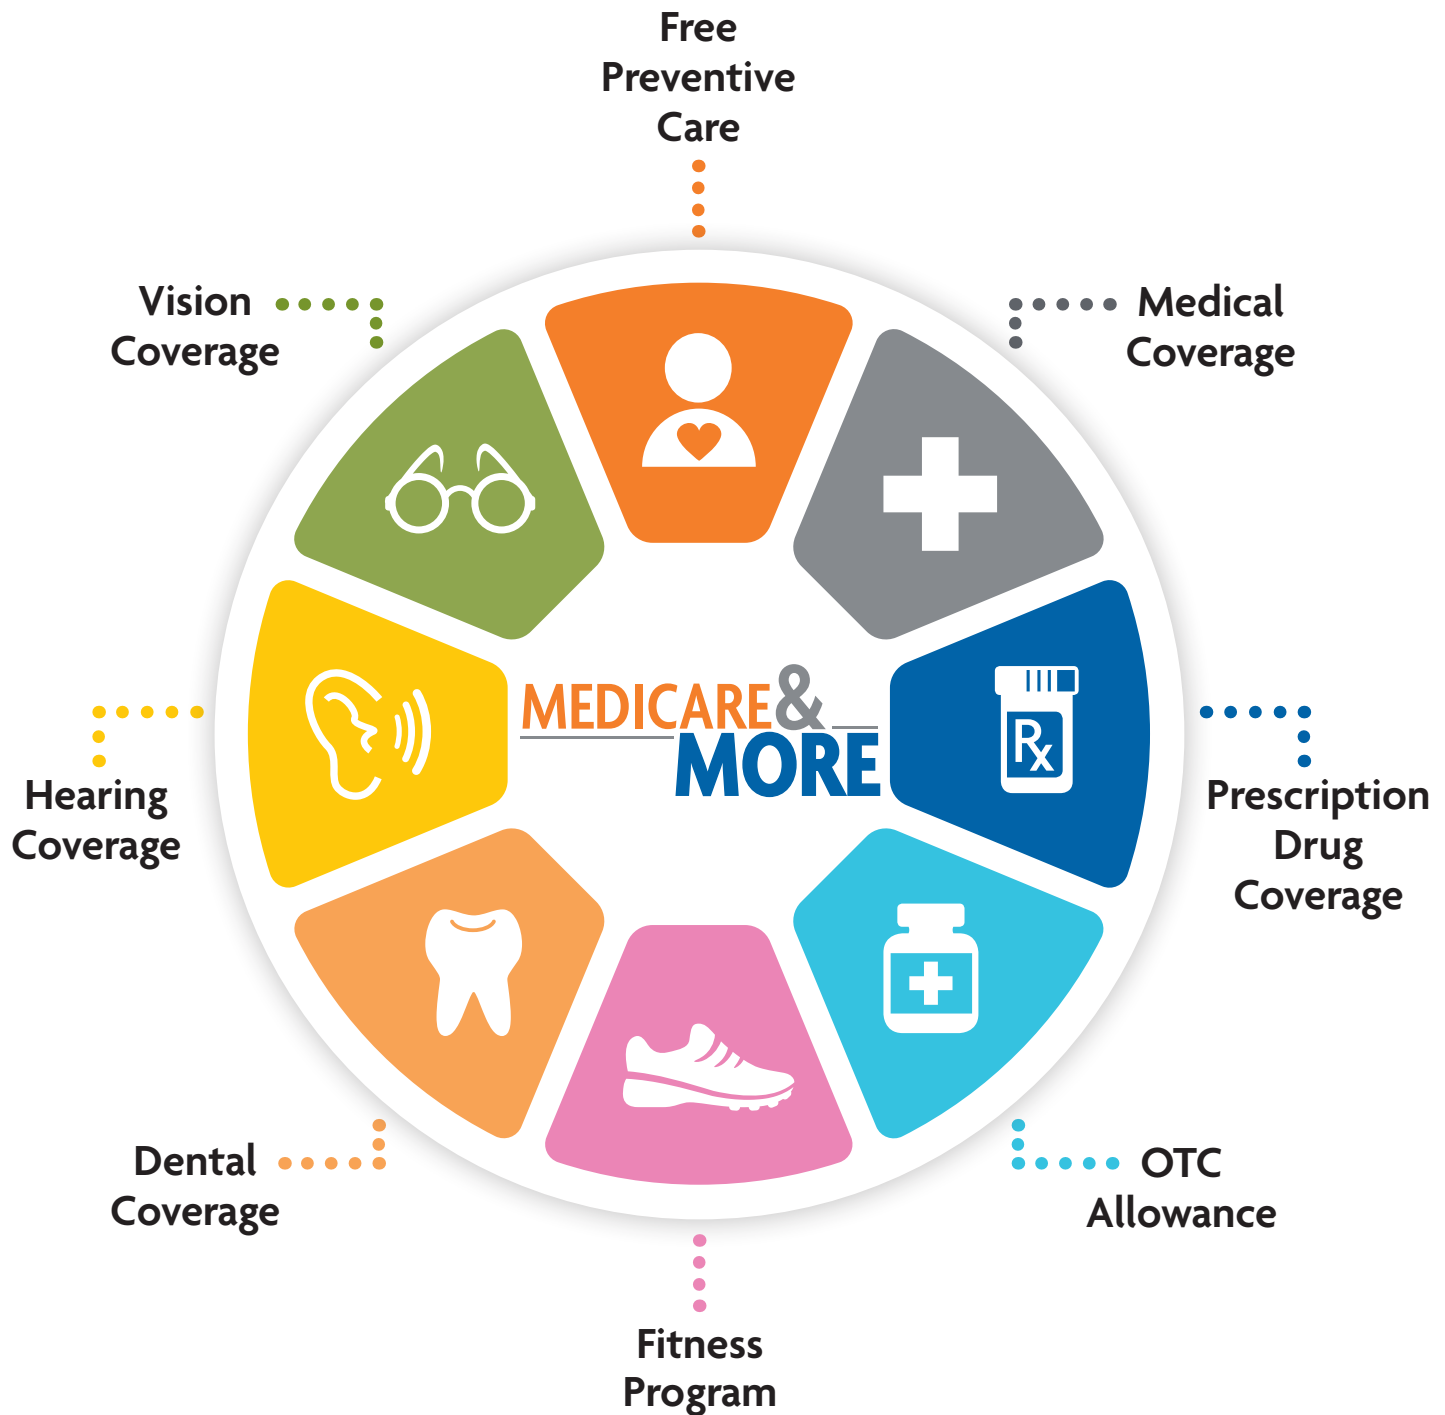 Free
Preventive
Care
Vision
Coverage
Medical
Coverage
MEDICARE &
MORE
Rx
Hearing
Coverage
Prescription
Drug
Coverage
Dental
Coverage
OTC
Allowance
Fitness
Program